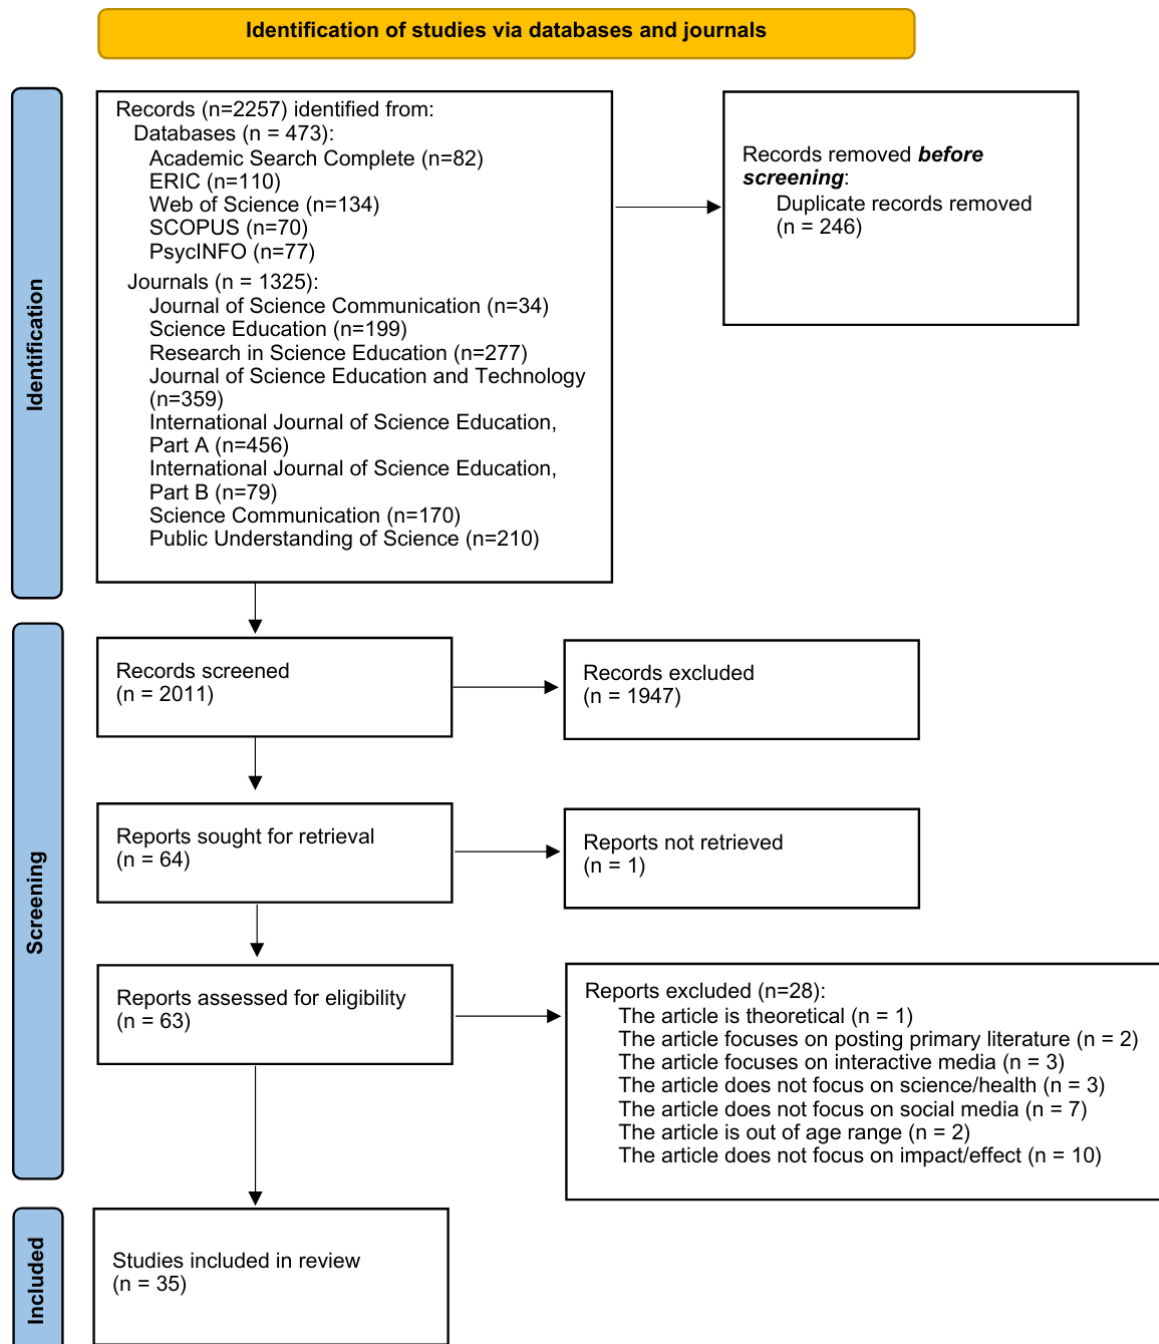 Identification of studies via databases and journals
Identification
Records (n=2257) identified from:
Databases (n = 473):
Academic Search Complete (n=82)
ERIC (n=110)
Web of Science (n=134)
SCOPUS (n=70)
PsycINFO (n=77)
Journals (n = 1325):
Journal of Science Communication (n=34)
Science Education (n=199)
Research in Science Education (n=277)
Journal of Science Education and Technology
(n=359)
International Journal of Science Education,
Part A (n=456)
International Journal of Science Education,
Part B (n=79)
Science Communication (n=170)
Public Understanding of Science (n=210)
Records removed before
screening:
Duplicate records removed
(n = 246)
Screening
Records screened
(n = 2011)
Records excluded
(n = 1947)
Reports sought for retrieval
(n = 64)
Reports not retrieved
(n = 1)
Reports assessed for eligibility
(n = 63)
Reports excluded (n=28):
The article is theoretical (n = 1)
The article focuses on posting primary literature (n = 2)
The article focuses on interactive media (n = 3)
The article does not focus on science/health (n = 3)
The article does not focus on social media (n = 7)
The article is out of age range (n = 2)
The article does not focus on impact/effect (n = 10)
Included
Studies included in review
(n = 35)